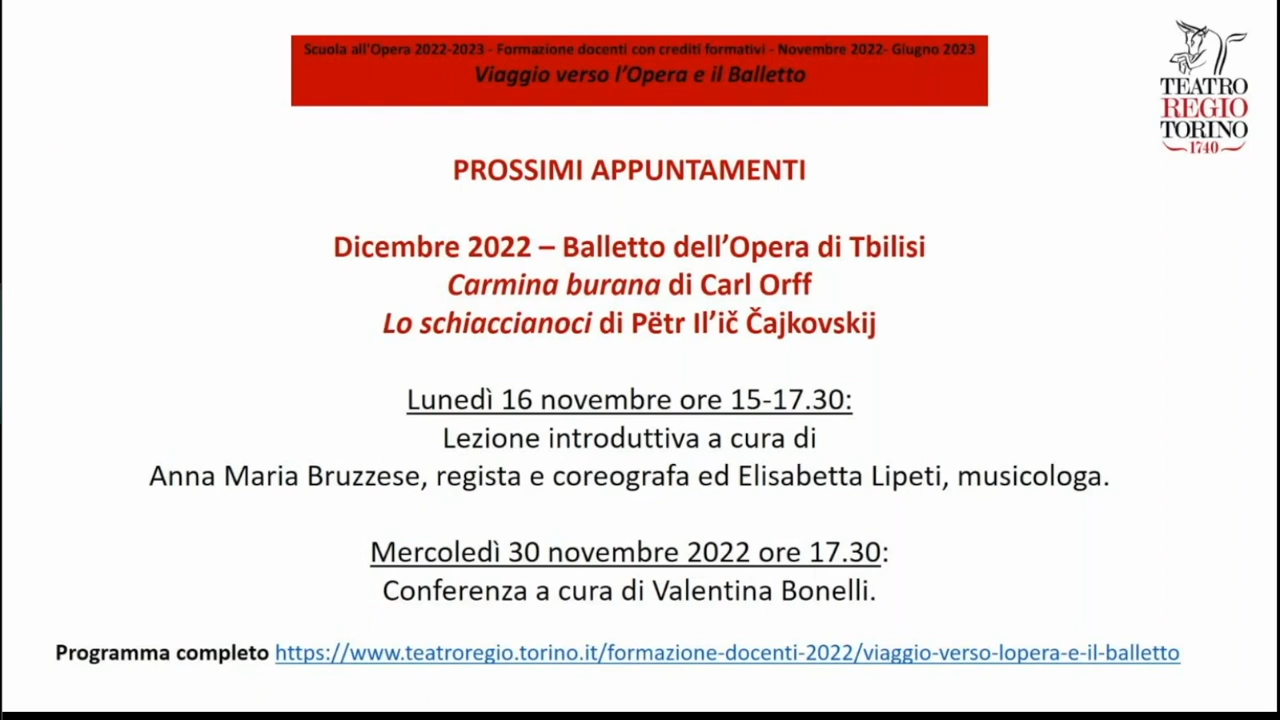 Scuola all'Opera 2022-2023 - Formazione docenti con crediti formativi - Novembre 2022- Giugno 2023
Viaggio verso l'Opera e il Balletto
TEATRO
REGIO
TORINO
1740
PROSSIMI APPUNTAMENTI
Dicembre 2022 – Balletto dell'Opera di Tbilisi
Carmina burana di Carl Orff
Lo schiaccianoci di Pëtr Il'ič Čajkovskij
Lunedì 16 novembre ore 15-17.30:
Lezione introduttiva a cura di
Anna Maria Bruzzese, regista e coreografa ed Elisabetta Lipeti, musicologa.
Mercoledì 30 novembre 2022 ore 17.30:
Conferenza a cura di Valentina Bonelli.
Programma completo https://www.teatroregio.torino.it/formazione-docenti-2022/viaggio-verso-lopera-e-il-balletto